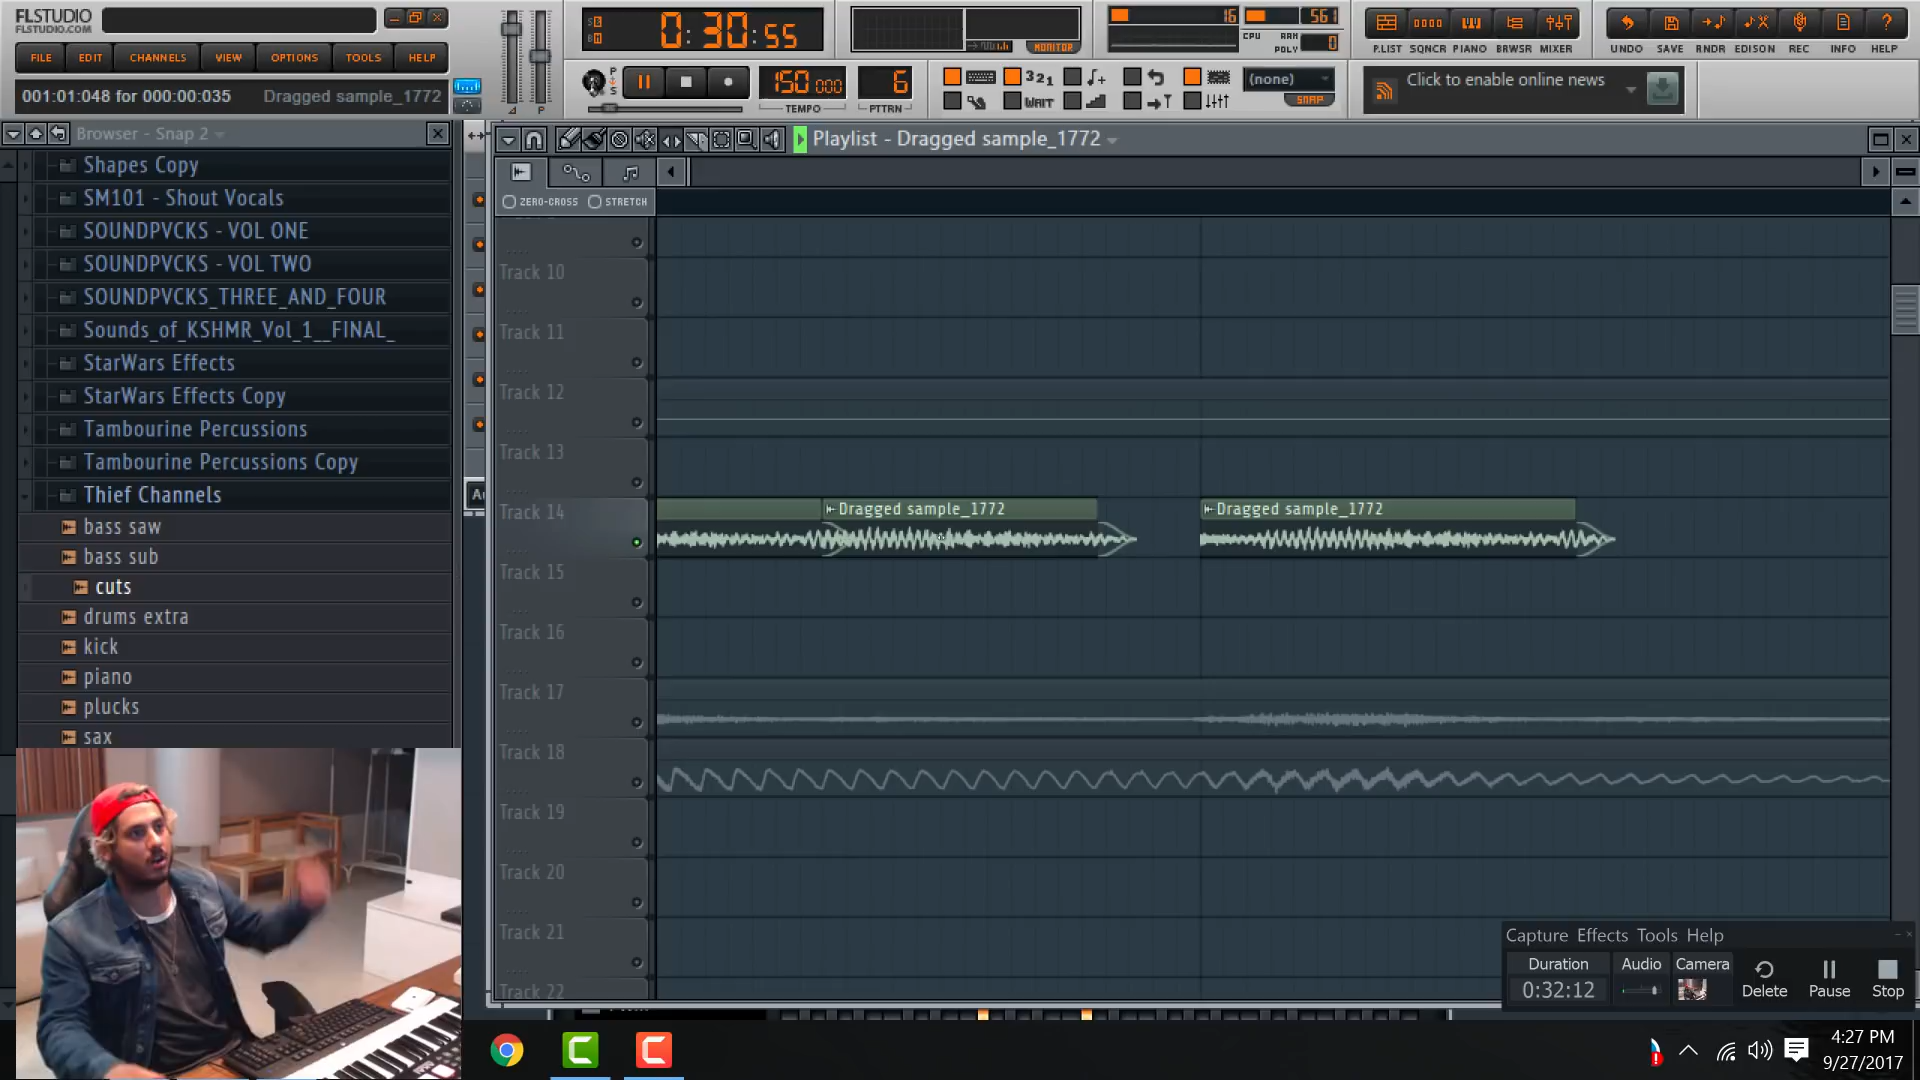 FL STUDIO
FLSTUDIO.COM
FILE EDIT CHANNELS VIEW OPTIONS TOOLS HELP
001:01:048 for 000:00:035 Dragged sample_1772
0:30:55
MONITOR
16 561
CPU RAM
POLY 0
P.LIST SQNCR PIANO BRWSR MIXER
UNDO SAVE RNDR EDISON REC INFO HELP
150 000
TEMPO
6
PTTRN
321
WAIT
(none)
SNAP
Click to enable online news
Browser - Snap 2
Shapes Copy
SM101 - Shout Vocals
SOUNDPVCKS - VOL ONE
SOUNDPVCKS - VOL TWO
SOUNDPVCKS_THREE_AND_FOUR
Sounds_of_KSHMR_Vol_1__FINAL_
StarWars Effects
StarWars Effects Copy
Tambourine Percussions
Tambourine Percussions Copy
Thief Channels
bass saw
bass sub
cuts
drums extra
kick
piano
plucks
sax
Playlist - Dragged sample_1772
ZERO-CROSS STRETCH
Track 10
Track 11
Track 12
Track 13
Track 14
Dragged sample_1772
Dragged sample_1772
Track 15
Track 16
Track 17
Track 18
Track 19
Track 20
Track 21
Track 22
Capture Effects Tools Help
Duration Audio Camera
0:32:12 Delete Pause Stop
4:27 PM
9/27/2017